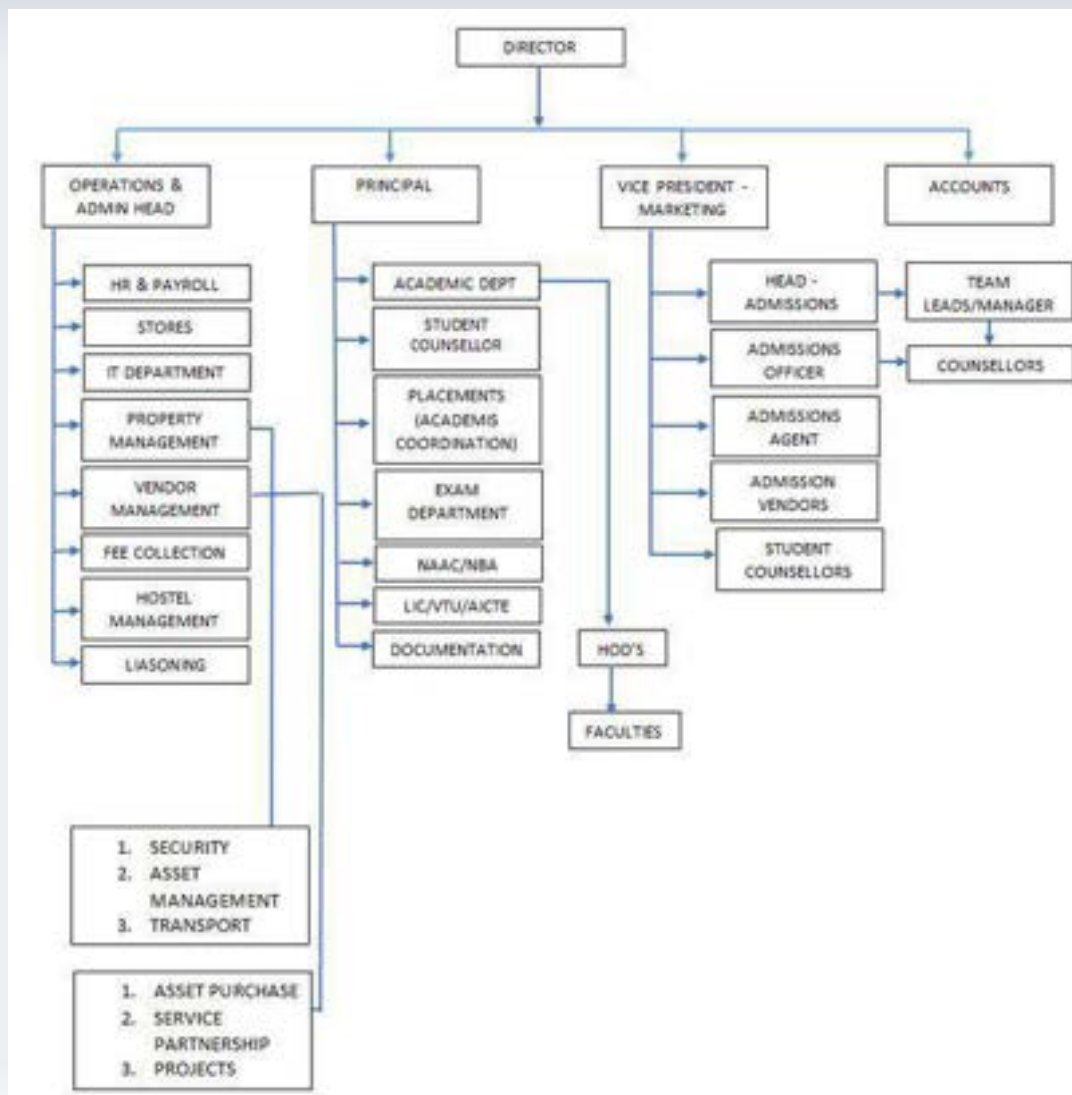 DIRECTOR
OPERATIONS &
ADMIN HEAD
PRINCIPAL
VICE PRESIDENT -
MARKETING
ACCOUNTS
HR & PAYROLL
STORES
IT DEPARTMENT
PROPERTY
MANAGEMENT
VENDOR
MANAGEMENT
FEE COLLECTION
HOSTEL
MANAGEMENT
LIASONING
ACADEMIC DEPT
STUDENT
COUNSELLOR
PLACEMENTS
(ACADEMIS
COORDINATION)
EXAM
DEPARTMENT
NAAC/NBA
LIC/VTU/AICTE
DOCUMENTATION
HEAD -
ADMISSIONS
ADMISSIONS
OFFICER
ADMISSIONS
AGENT
ADMISSION
VENDORS
STUDENT
COUNSELLORS
TEAM
LEADS/MANAGER
COUNSELLORS
HOD'S
FACULTIES
1. SECURITY
2. ASSET
MANAGEMENT
3. TRANSPORT
1. ASSET PURCHASE
2. SERVICE
PARTNERSHIP
3. PROJECTS